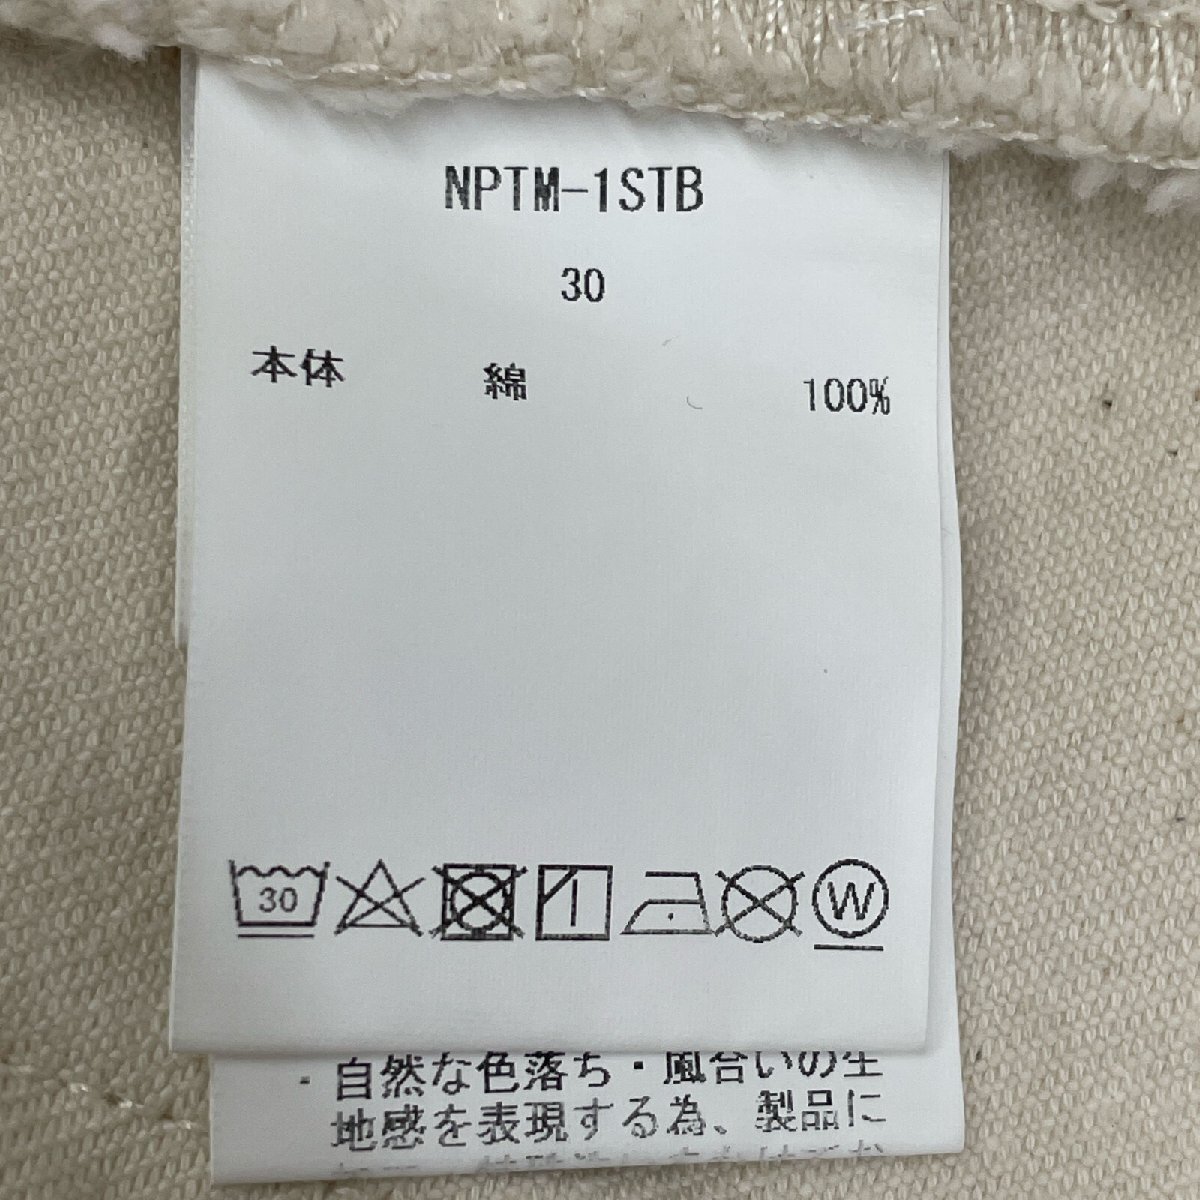 NPTM-1STB
30
本体 綿 100%
30 W
・自然な色落ち・風合いの生
地感を表現する為、製品に